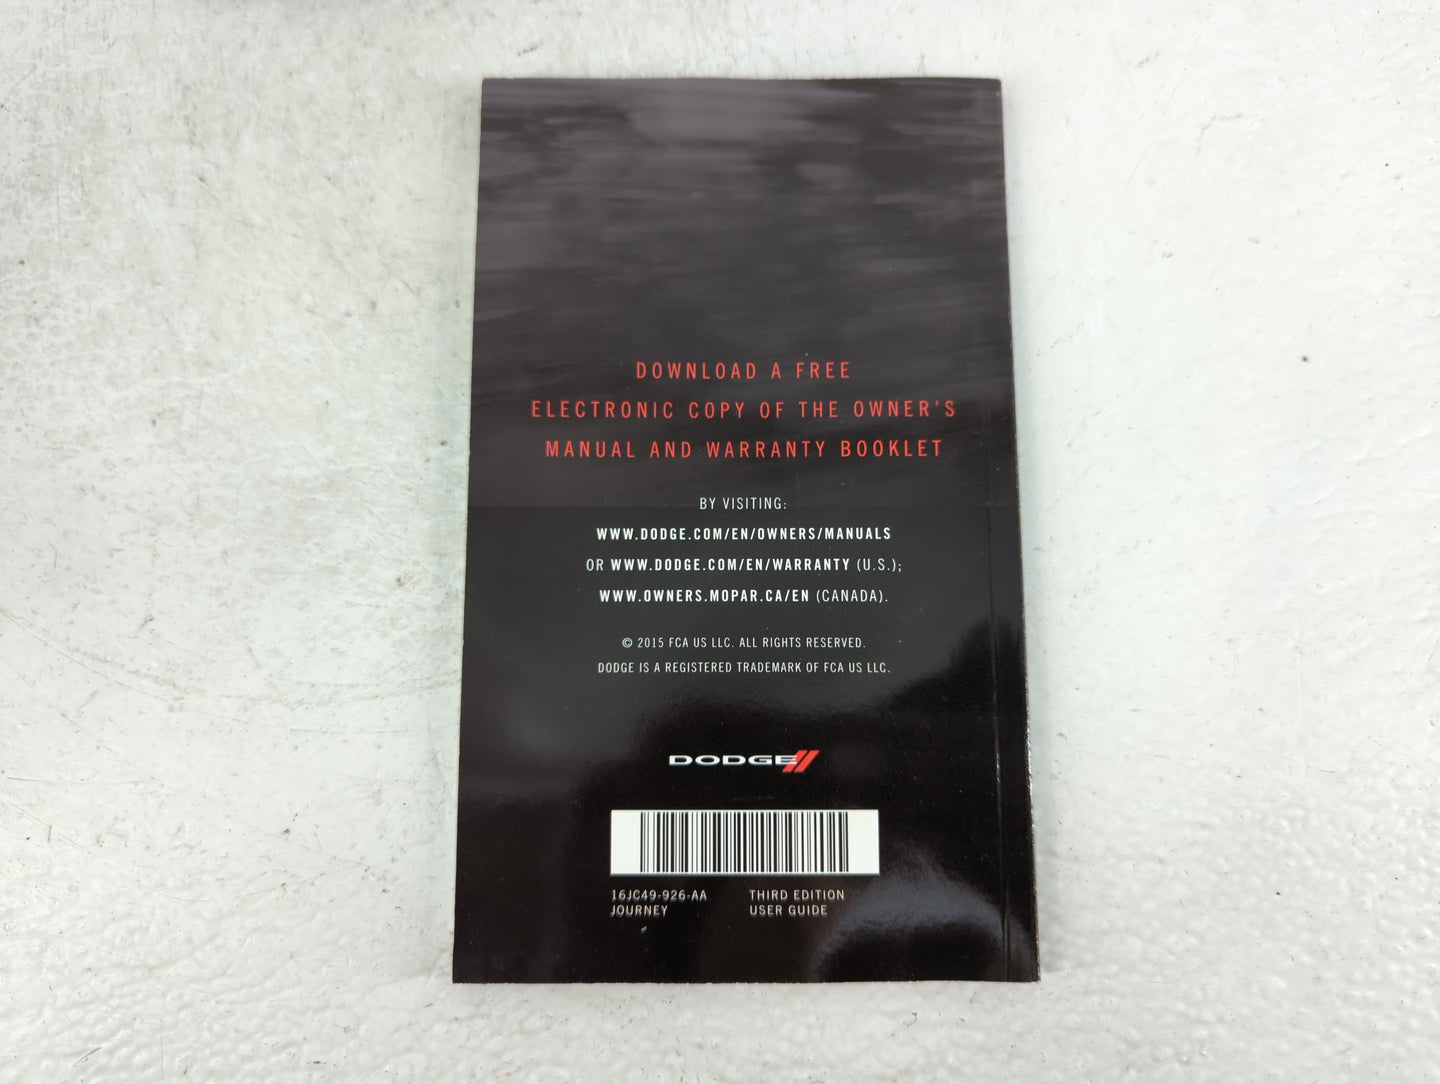 DOWNLOAD A FREE
ELECTRONIC COPY OF THE OWNER'S
MANUAL AND WARRANTY BOOKLET
BY VISITING:
WWW.DODGE.COM/EN/OWNERS/MANUALS
OR WWW.DODGE.COM/EN/WARRANTY (U.S.);
WWW.OWNERS.MOPAR.CA/EN (CANADA).
© 2015 FCA US LLC. ALL RIGHTS RESERVED.
DODGE IS A REGISTERED TRADEMARK OF FCA US LLC.
DODGE
16JC49-926-AA THIRD EDITION
JOURNEY USER GUIDE